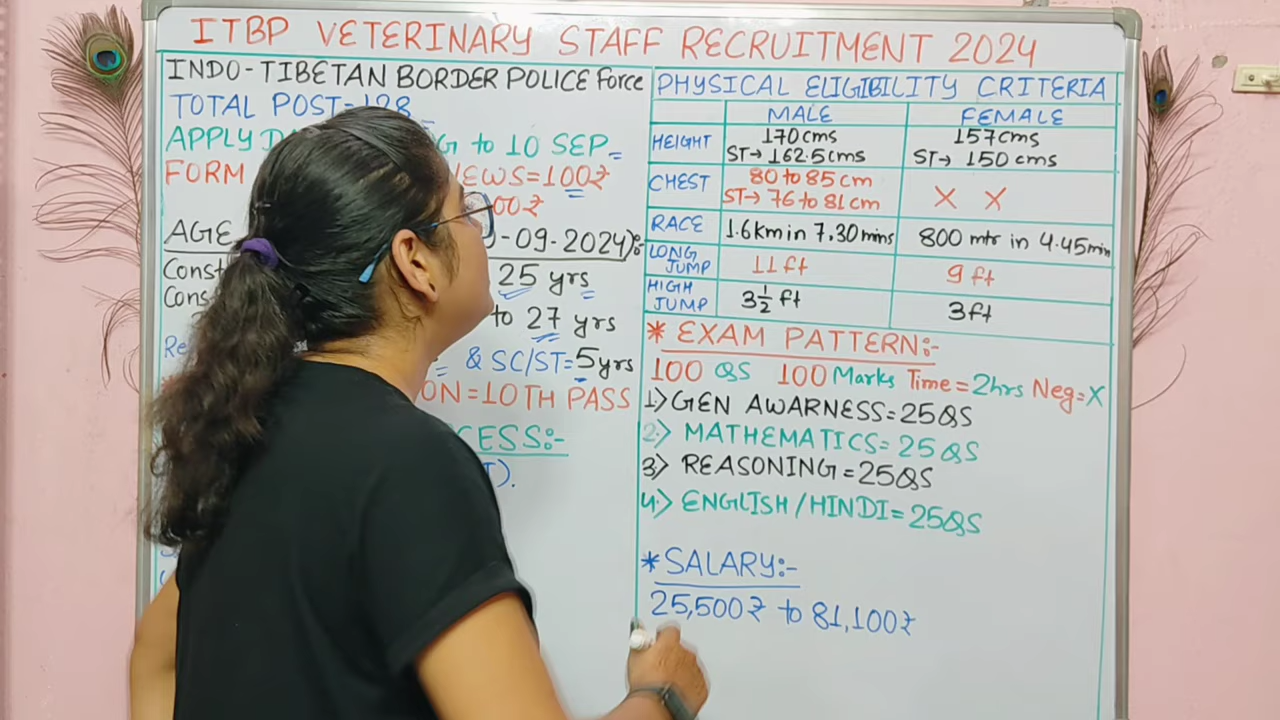 ITBP VETERINARY STAFF RECRUITMENT 2024
INDO-TIBETAN BORDER POLICE Force
TOTAL POST=128
APPLY to 10 SEP
FORM EWS=100₹
00₹
AGE -09.2024):-
Const 25 yrs
Cons to 27 yrs
Re & SC/ST=5yrs
ON=10TH PASS
CESS:-
T).
PHYSICAL ELIGIBILITY CRITERIA
MALE FEMALE
HEIGHT 170cms 157cms
ST→162.5cms ST→ 150 cms
CHEST 80 to 85 cm X X
ST→ 76 to 81 cm
RACE 1.6km in 7.30 mins 800 mtr in 4.45min
LONG JUMP 11 ft 9 ft
HIGH JUMP 3½ ft 3ft
* EXAM PATTERN:-
100 QS 100 Marks Time=2hrs Neg=X
1.> GEN AWARNESS=25QS
2.> MATHEMATICS=25QS
3.> REASONING=25QS
4.> ENGLISH/HINDI=25QS
*SALARY:-
25,500₹ to 81,100₹